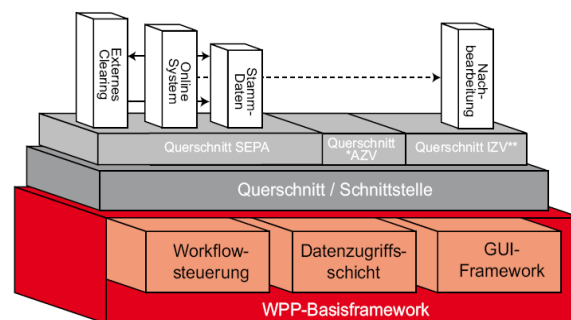 Externes
Clearing
Online
System
Stamm-
Daten
Nach-
bearbeitung
Querschnitt SEPA
Querschnitt
*AZV
Querschnitt IZV**
Querschnitt / Schnittstelle
Workflow-
steuerung
Datenzugriffs-
schicht
GUI-
Framework
WPP-Basisframework